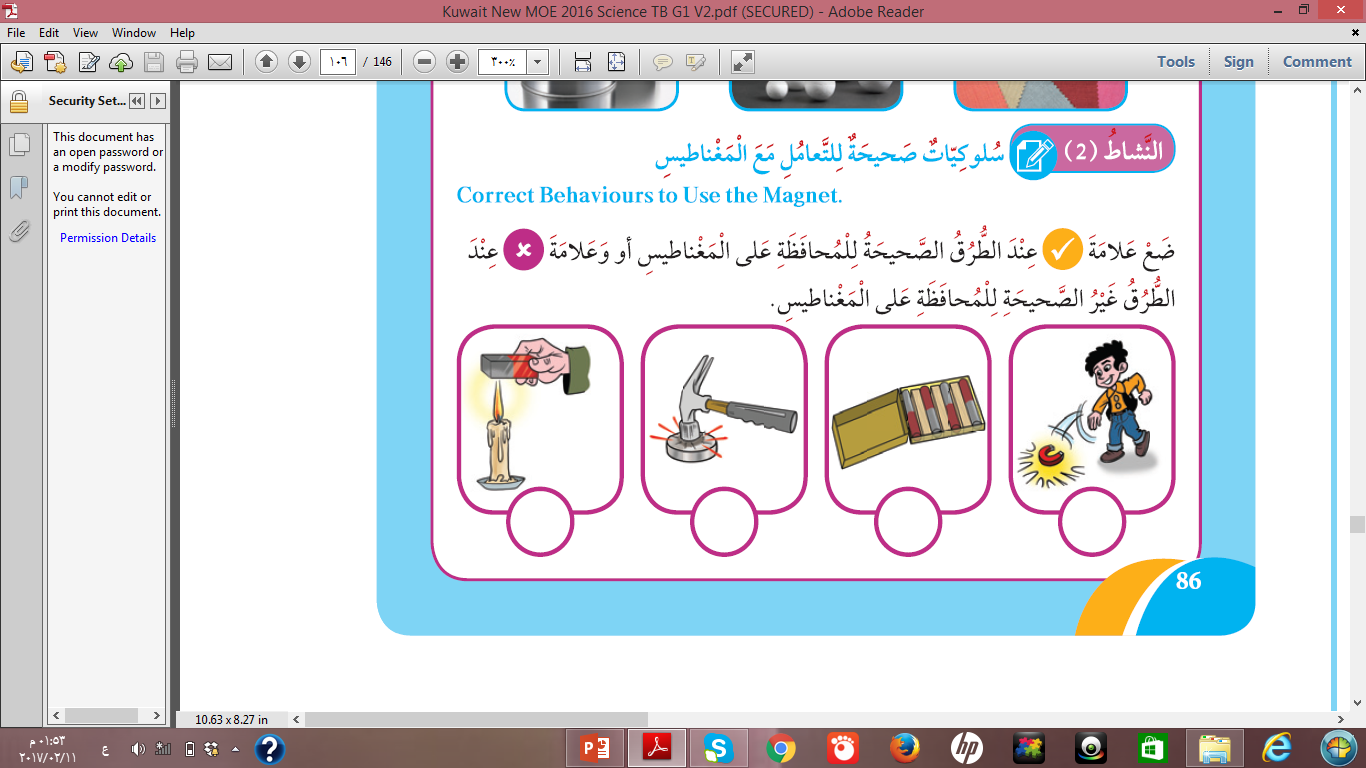 Kuwait New MOE 2016 Science TB G1 V2.pdf (SECURED) - Adobe Reader
File Edit View Window Help
١٠٦ / 146 ٣٠٠٪ Tools Sign Comment
Security Set...
This document has
an open password or
a modify password.
You cannot edit or
print this document.
Permission Details
النَّشاطُ (2) سُلوكِيّاتٌ صَحيحَةٌ لِلتَّعامُلِ مَعَ الْمَغْناطيسِ
Correct Behaviours to Use the Magnet.
ضَعْ عَلامَةَ ✓ عِنْدَ الطُّرُقُ الصَّحيحَةُ لِلْمُحافَظَةِ عَلى الْمَغْناطيسِ أو وَعَلامَةَ ✗ عِنْدَ
الطُّرُقُ غَيْرُ الصَّحيحَةِ لِلْمُحافَظَةِ عَلى الْمَغْناطيسِ.
86
10.63 x 8.27 in
٠١:٥٣ م
ع
٢٠١٧/٠٢/١١